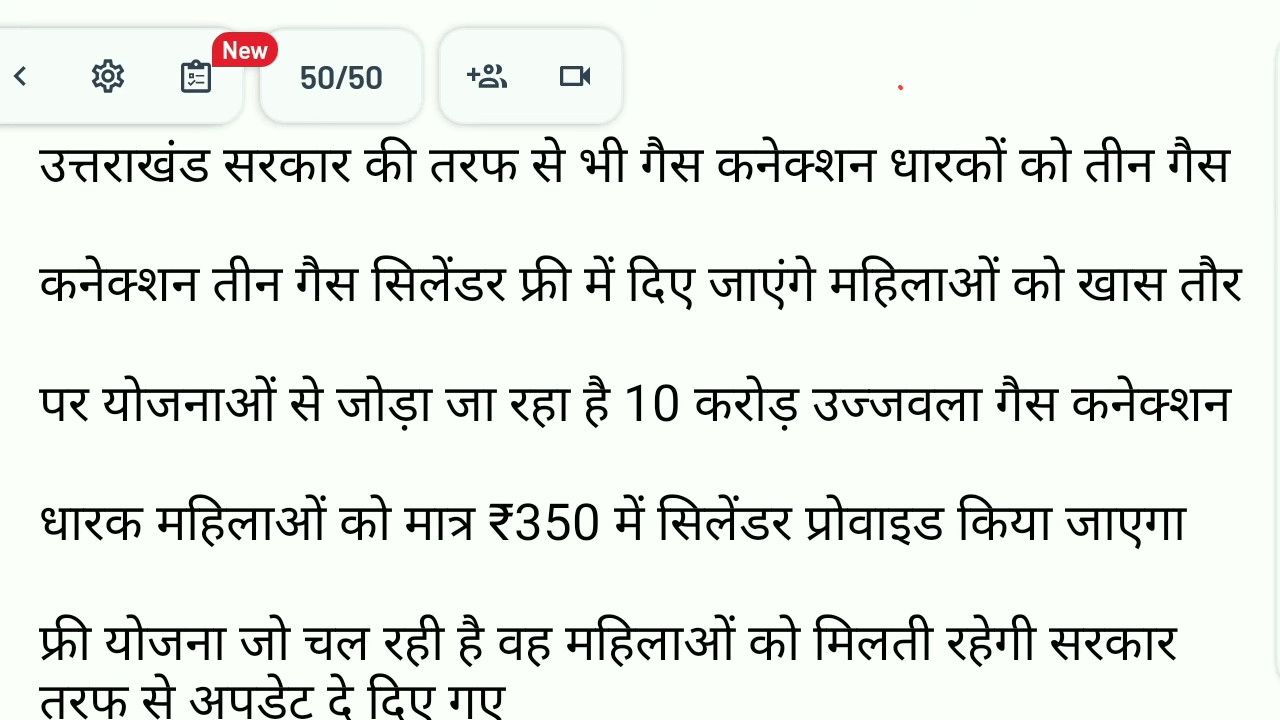 New
50/50
उत्तराखंड सरकार की तरफ से भी गैस कनेक्शन धारकों को तीन गैस
कनेक्शन तीन गैस सिलेंडर फ्री में दिए जाएंगे महिलाओं को खास तौर
पर योजनाओं से जोड़ा जा रहा है 10 करोड़ उज्जवला गैस कनेक्शन
धारक महिलाओं को मात्र ₹350 में सिलेंडर प्रोवाइड किया जाएगा
फ्री योजना जो चल रही है वह महिलाओं को मिलती रहेगी सरकार
तरफ से अपडेट दे दिए गए